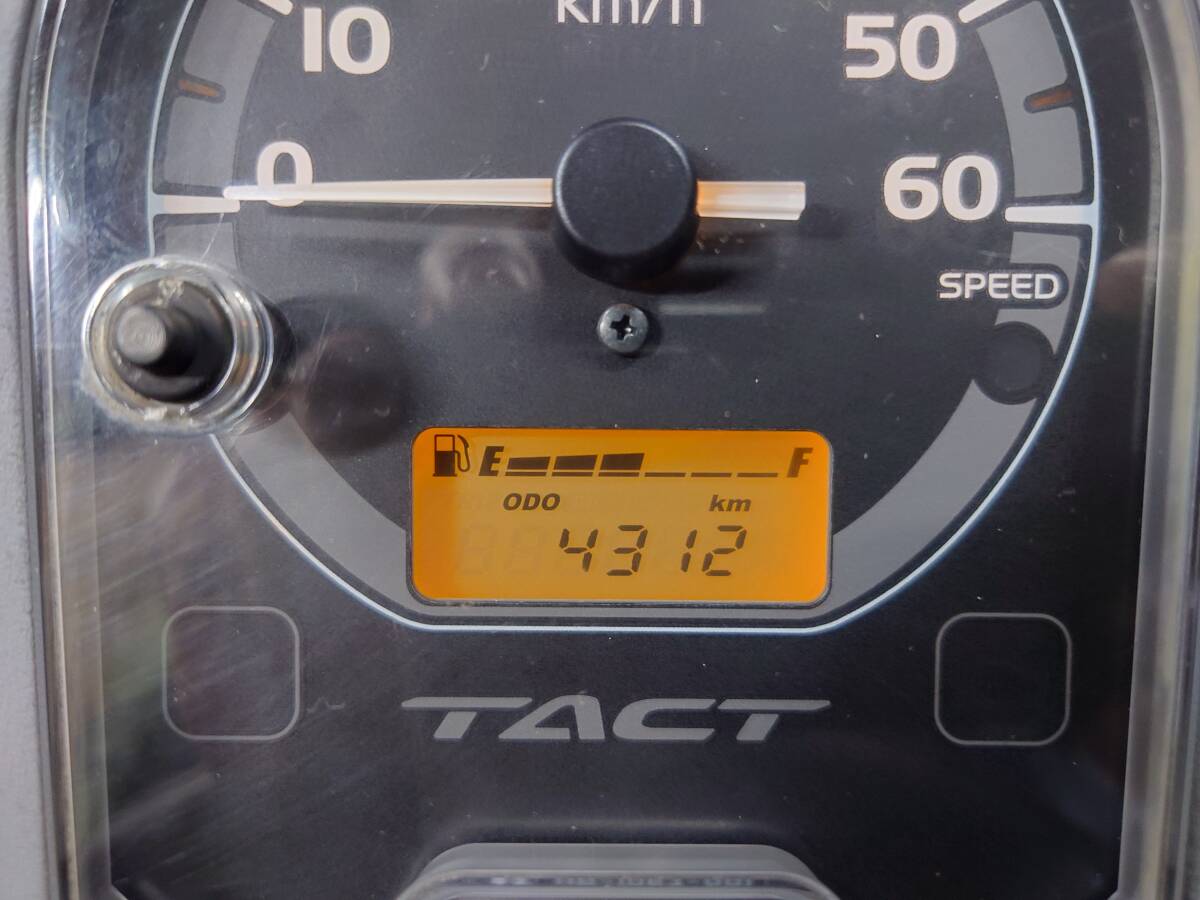 km/h
10 50
0 60
SPEED
E F
ODO km
4312
TACT